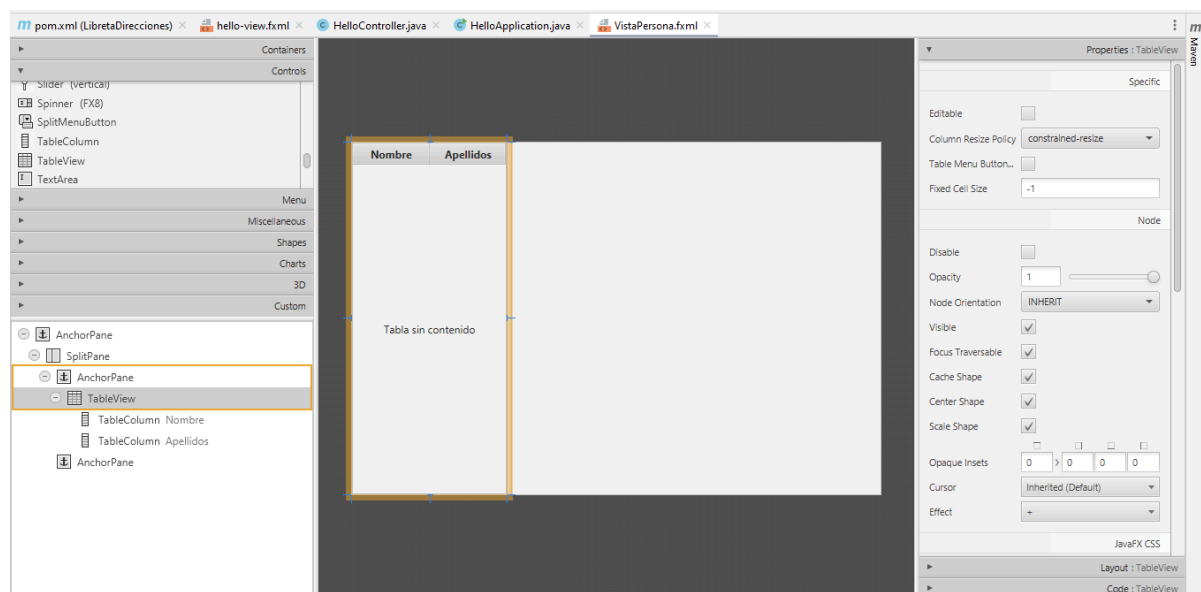 m pom.xml (LibretaDirecciones) × hello-view.fxml × C HelloController.java × C HelloApplication.java × VistaPersona.fxml × m
Maven
Containers
Controls
Slider (vertical)
Spinner (FX8)
SplitMenuButton
TableColumn
TableView
TextArea
Menu
Miscellaneous
Shapes
Charts
3D
Custom
AnchorPane
SplitPane
AnchorPane
TableView
TableColumn Nombre
TableColumn Apellidos
AnchorPane
Nombre Apellidos
Tabla sin contenido
Properties : TableView
Specific
Editable
Column Resize Policy constrained-resize
Table Menu Button...
Fixed Cell Size -1
Node
Disable
Opacity 1
Node Orientation INHERIT
Visible
Focus Traversable
Cache Shape
Center Shape
Scale Shape
Opaque Insets 0 > 0 0 0
Cursor Inherited (Default)
Effect +
JavaFX CSS
Layout : TableView
Code : TableView